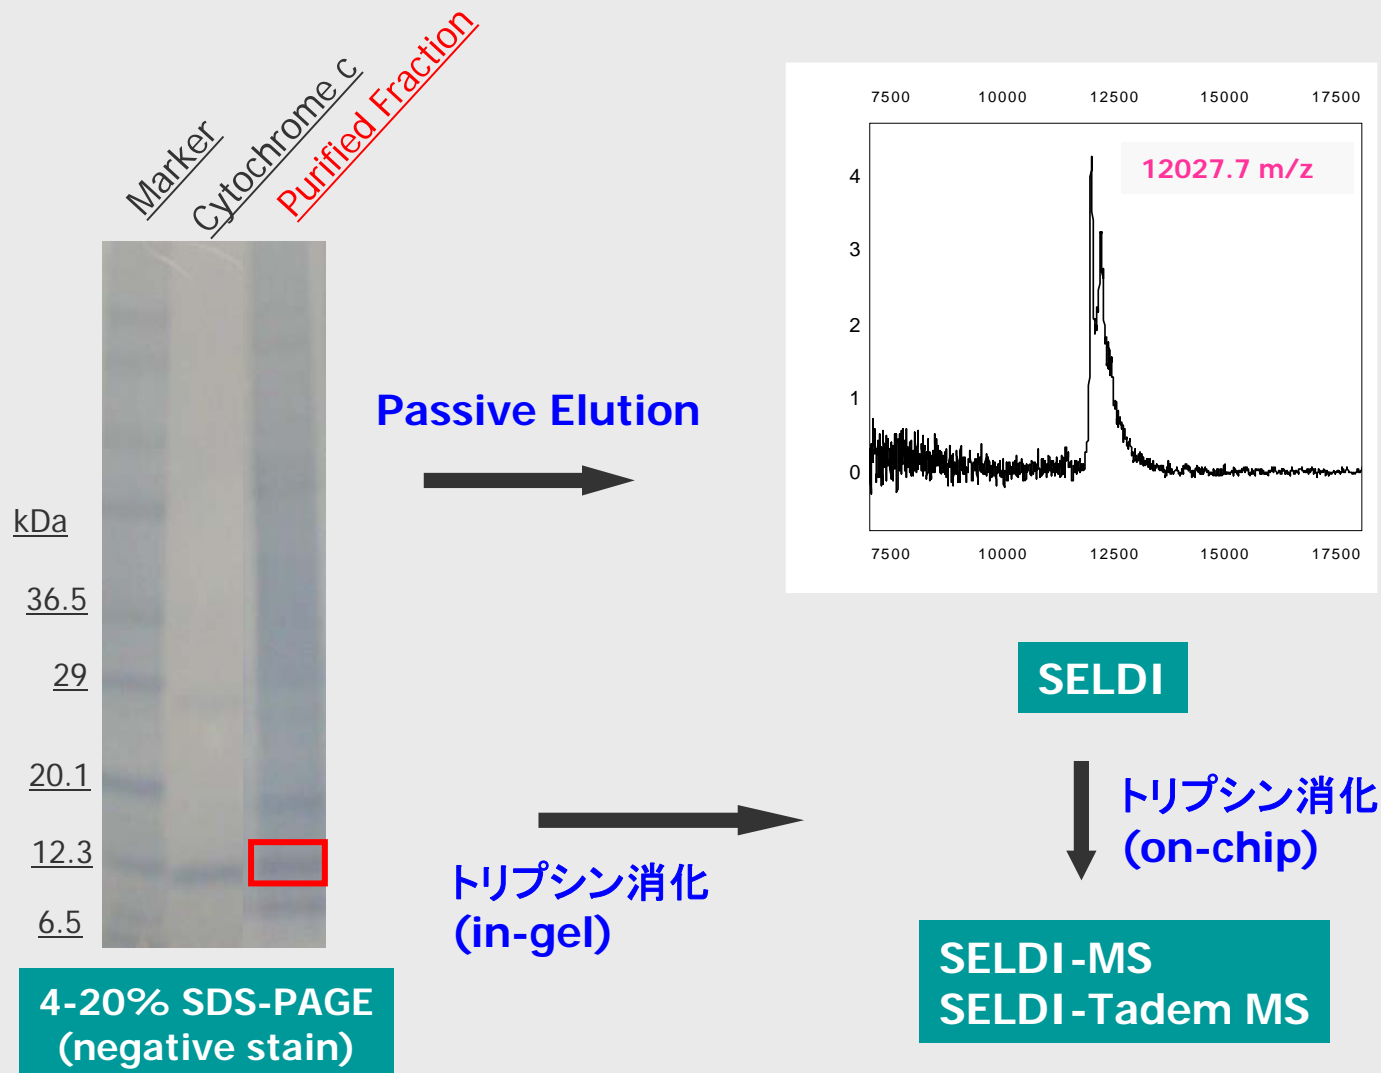 Marker
Cytochrome c
Purified Fraction
kDa
36.5
29
20.1
12.3
6.5
4-20% SDS-PAGE
(negative stain)
Passive Elution
トリプシン消化
(in-gel)
7500 10000 12500 15000 17500
12027.7 m/z
4
3
2
1
0
7500 10000 12500 15000 17500
SELDI
トリプシン消化
(on-chip)
SELDI-MS
SELDI-Tadem MS